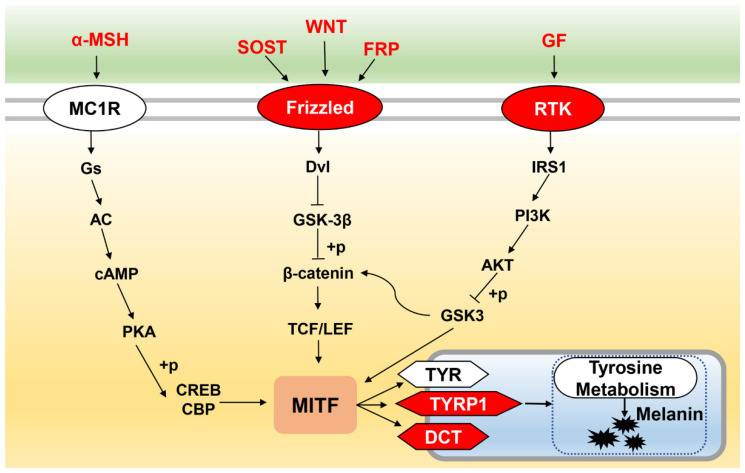 α-MSH
SOST
WNT
FRP
GF
MC1R
Frizzled
RTK
Gs
Dvl
IRS1
AC
GSK-3β
PI3K
+p
cAMP
β-catenin
AKT
+p
PKA
TCF/LEF
GSK3
+p
CREB
CBP
MITF
TYR
TYRP1
DCT
Tyrosine
Metabolism
Melanin